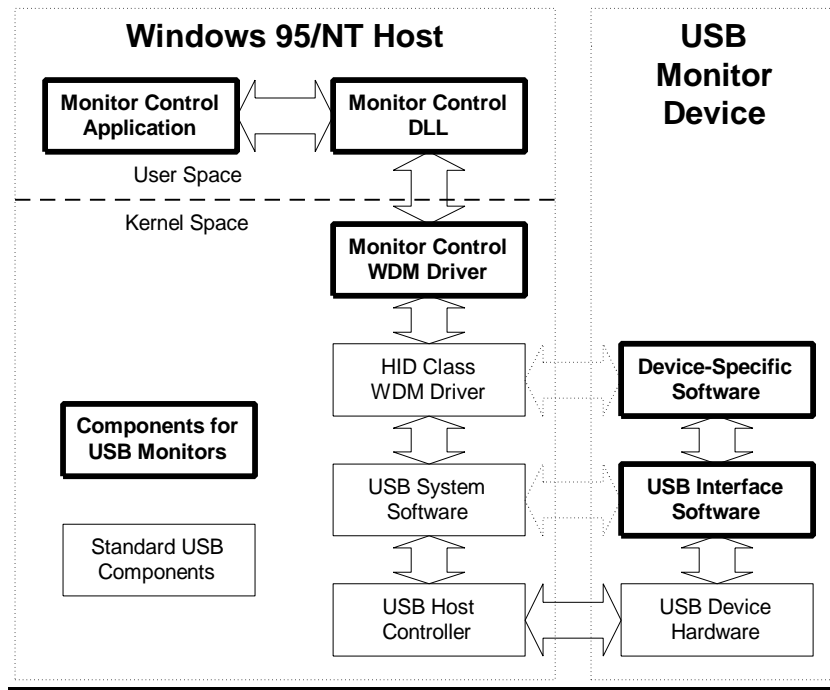 Windows 95/NT Host
USB
Monitor
Device
Monitor Control
Application
Monitor Control
DLL
User Space
Kernel Space
Monitor Control
WDM Driver
HID Class
WDM Driver
Device-Specific
Software
Components for
USB Monitors
USB System
Software
USB Interface
Software
Standard USB
Components
USB Host
Controller
USB Device
Hardware